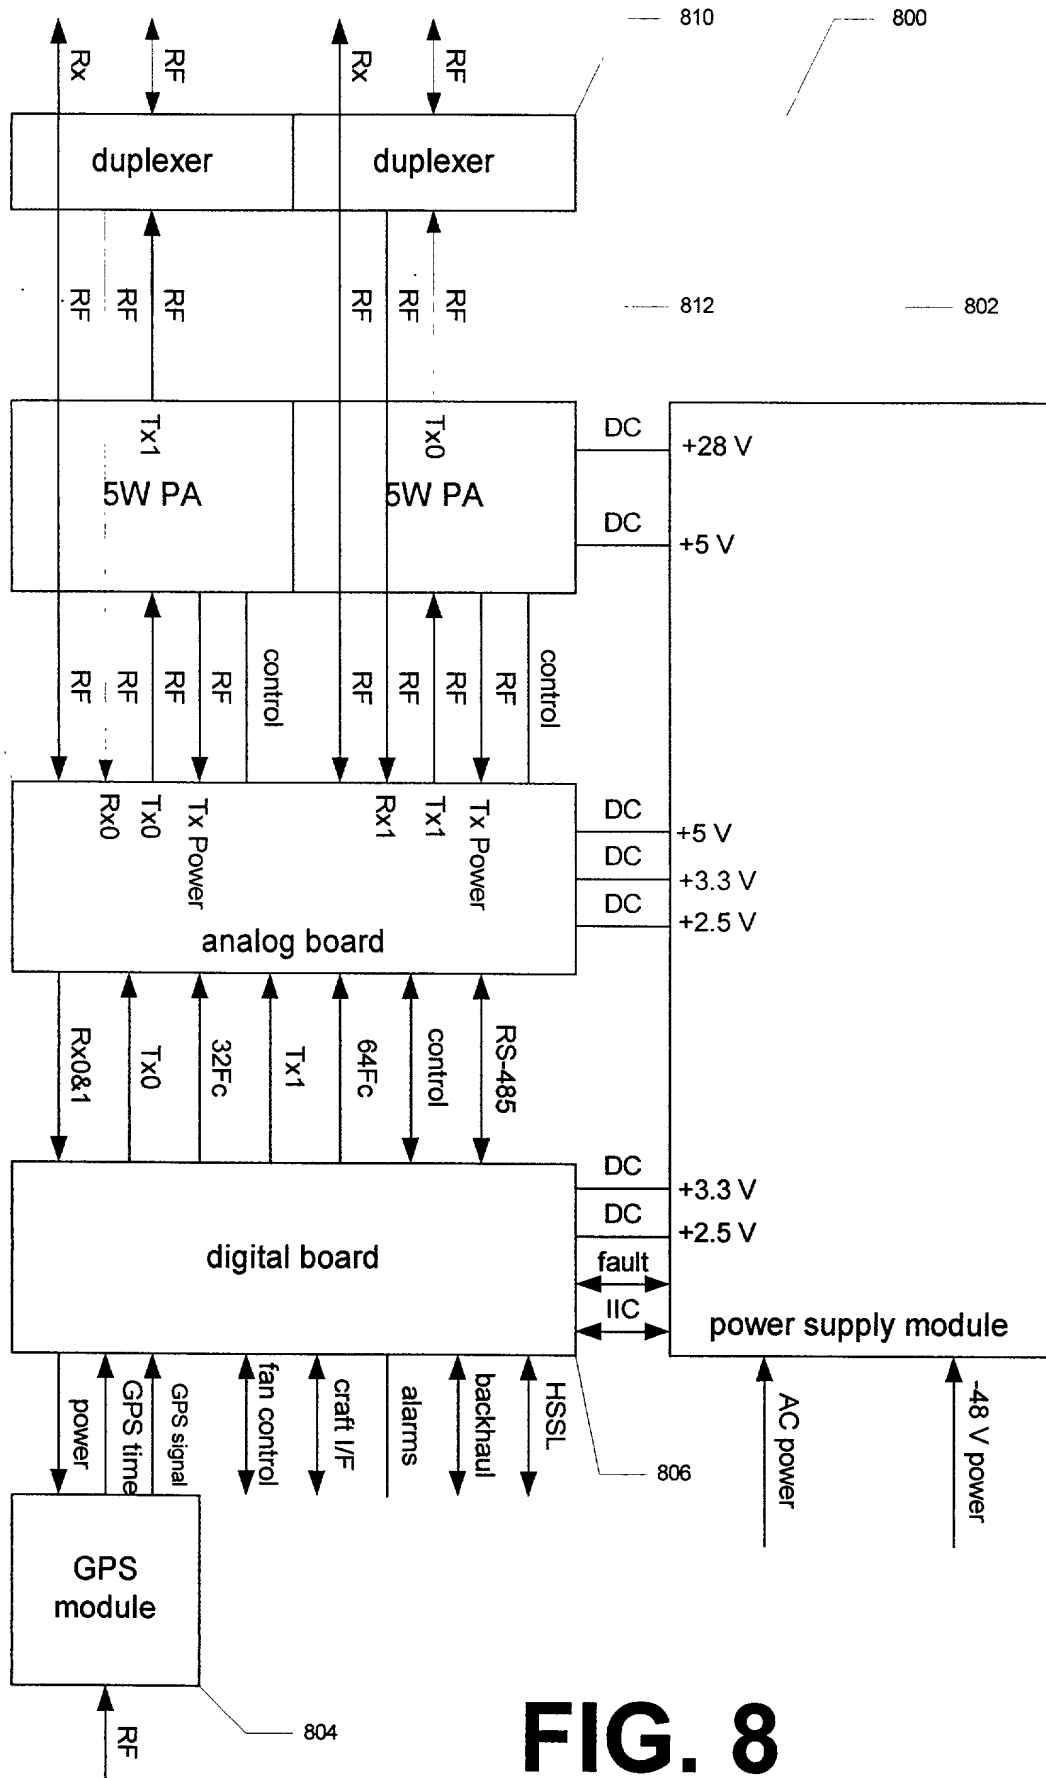 810
800
Rx
RF
Rx
RF
duplexer
duplexer
RF
RF
RF
RF
RF
RF
812
802
Tx1
Tx0
DC
+28 V
5W PA
5W PA
DC
+5 V
RF
RF
RF
RF
control
RF
RF
RF
RF
control
Rx0
Tx0
Tx Power
Rx1
Tx1
Tx Power
DC
+5 V
DC
+3.3 V
DC
+2.5 V
analog board
Rx0&1
Tx0
32Fc
Tx1
64Fc
control
RS-485
DC
+3.3 V
DC
+2.5 V
digital board
fault
IIC
power supply module
power
GPS time
GPS signal
fan control
craft I/F
alarms
backhaul
HSSL
AC power
-48 V power
806
GPS
module
804
RF
FIG. 8